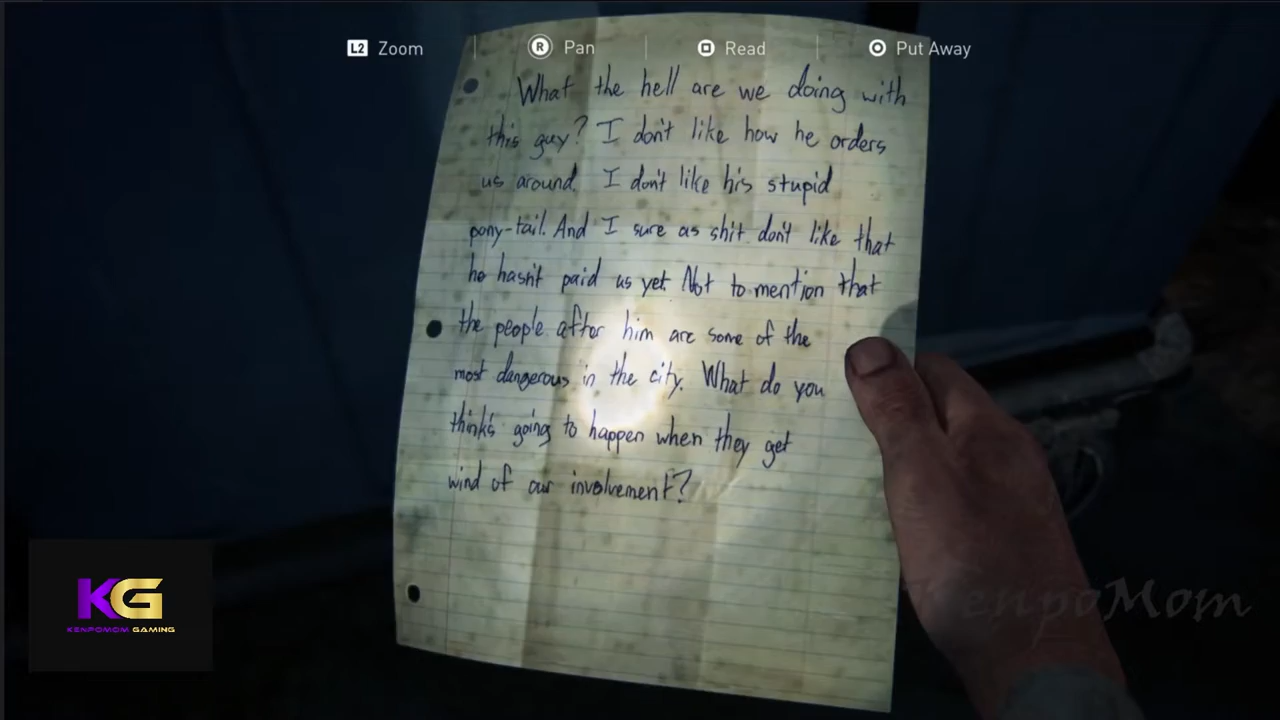 L2 Zoom R Pan Read Put Away
What the hell are we doing with
this guy? I don't like how he orders
us around. I don't like his stupid
pony-tail. And I sure as shit don't like that
he hasn't paid us yet. Not to mention that
the people after him are some of the
most dangerous in the city. What do you
think's going to happen when they get
wind of our involvement?
KG
KENPOMOM GAMING
KenpoMom